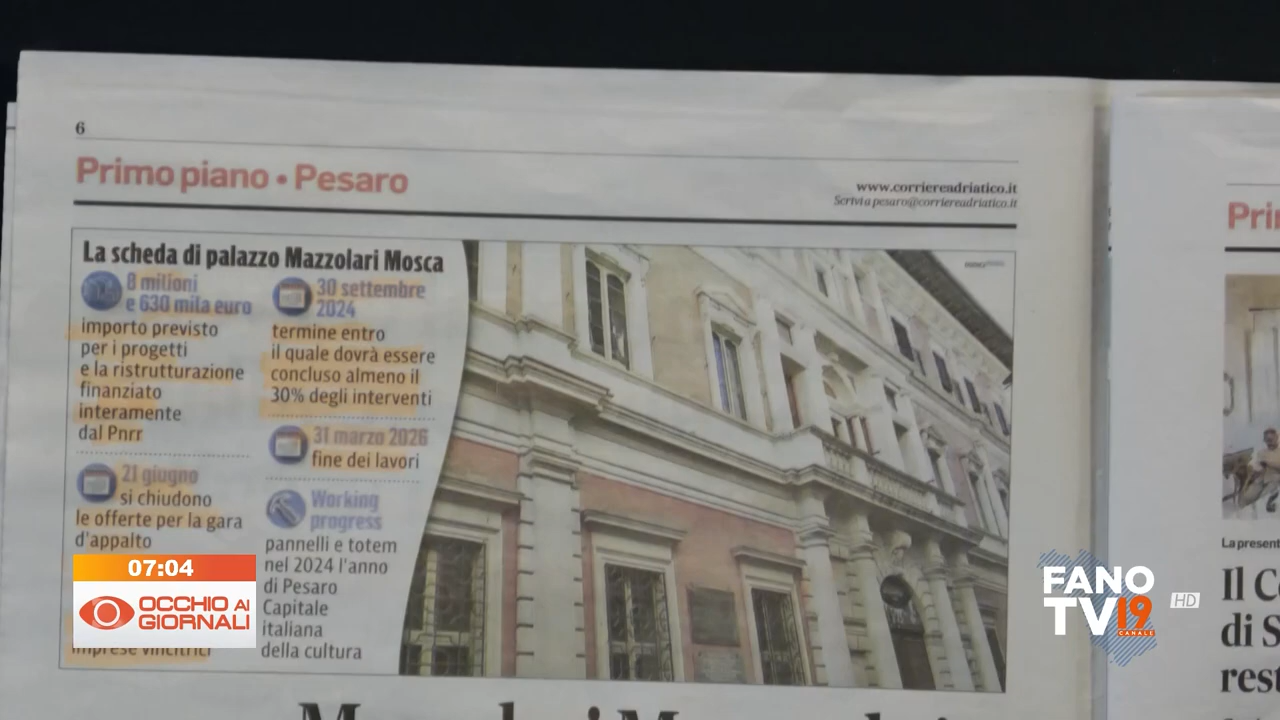 6
Primo piano • Pesaro
www.corriereadriatico.it
Scrivi a pesaro@corriereadriatico.it
La scheda di palazzo Mazzolari Mosca
8 milioni
e 630 mila euro
importo previsto
per i progetti
e la ristrutturazione
finanziato
interamente
dal Pnrr
21 giugno
si chiudono
le offerte per la gara
d'appalto
imprese vincitrici
30 settembre
2024
termine entro
il quale dovrà essere
concluso almeno il
30% degli interventi
31 marzo 2026
fine dei lavori
Working
progress
pannelli e totem
nel 2024 l'anno
di Pesaro
Capitale
italiana
della cultura
07:04
OCCHIO AI
GIORNALI
FANO
TV19
CANALE
HD
Pri
La present
Il C
di S
rest